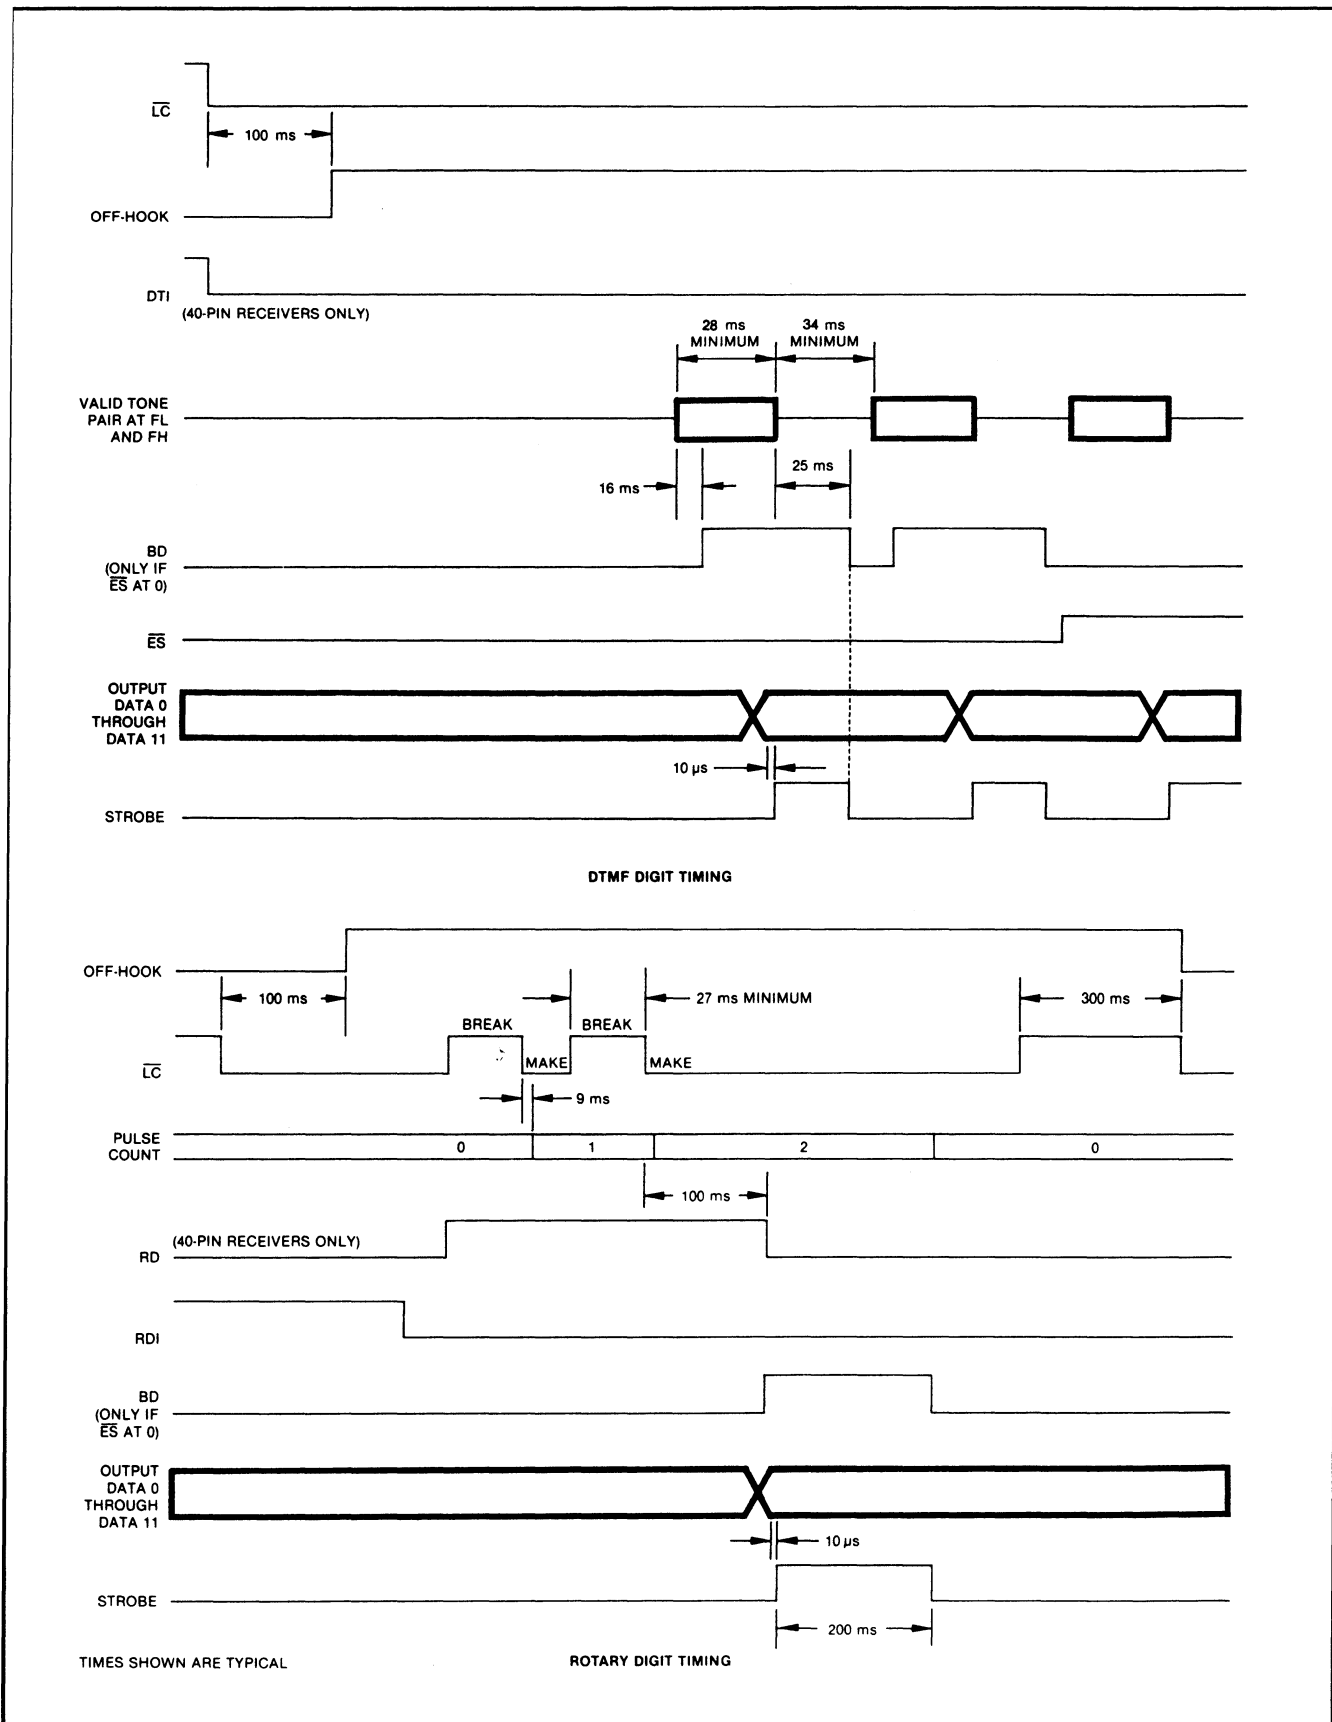 L̅C̅
100 ms
OFF-HOOK
DTI
(40-PIN RECEIVERS ONLY)
28 ms
MINIMUM
34 ms
MINIMUM
VALID TONE
PAIR AT FL
AND FH
25 ms
16 ms
BD
(ONLY IF
E̅S̅ AT 0)
E̅S̅
OUTPUT
DATA 0
THROUGH
DATA 11
10 µs
STROBE
DTMF DIGIT TIMING
OFF-HOOK
100 ms
27 ms MINIMUM
300 ms
BREAK
BREAK
MAKE
MAKE
L̅C̅
9 ms
PULSE
COUNT
0
1
2
0
100 ms
(40-PIN RECEIVERS ONLY)
RD
RDI
BD
(ONLY IF
E̅S̅ AT 0)
OUTPUT
DATA 0
THROUGH
DATA 11
10 µs
STROBE
200 ms
TIMES SHOWN ARE TYPICAL
ROTARY DIGIT TIMING